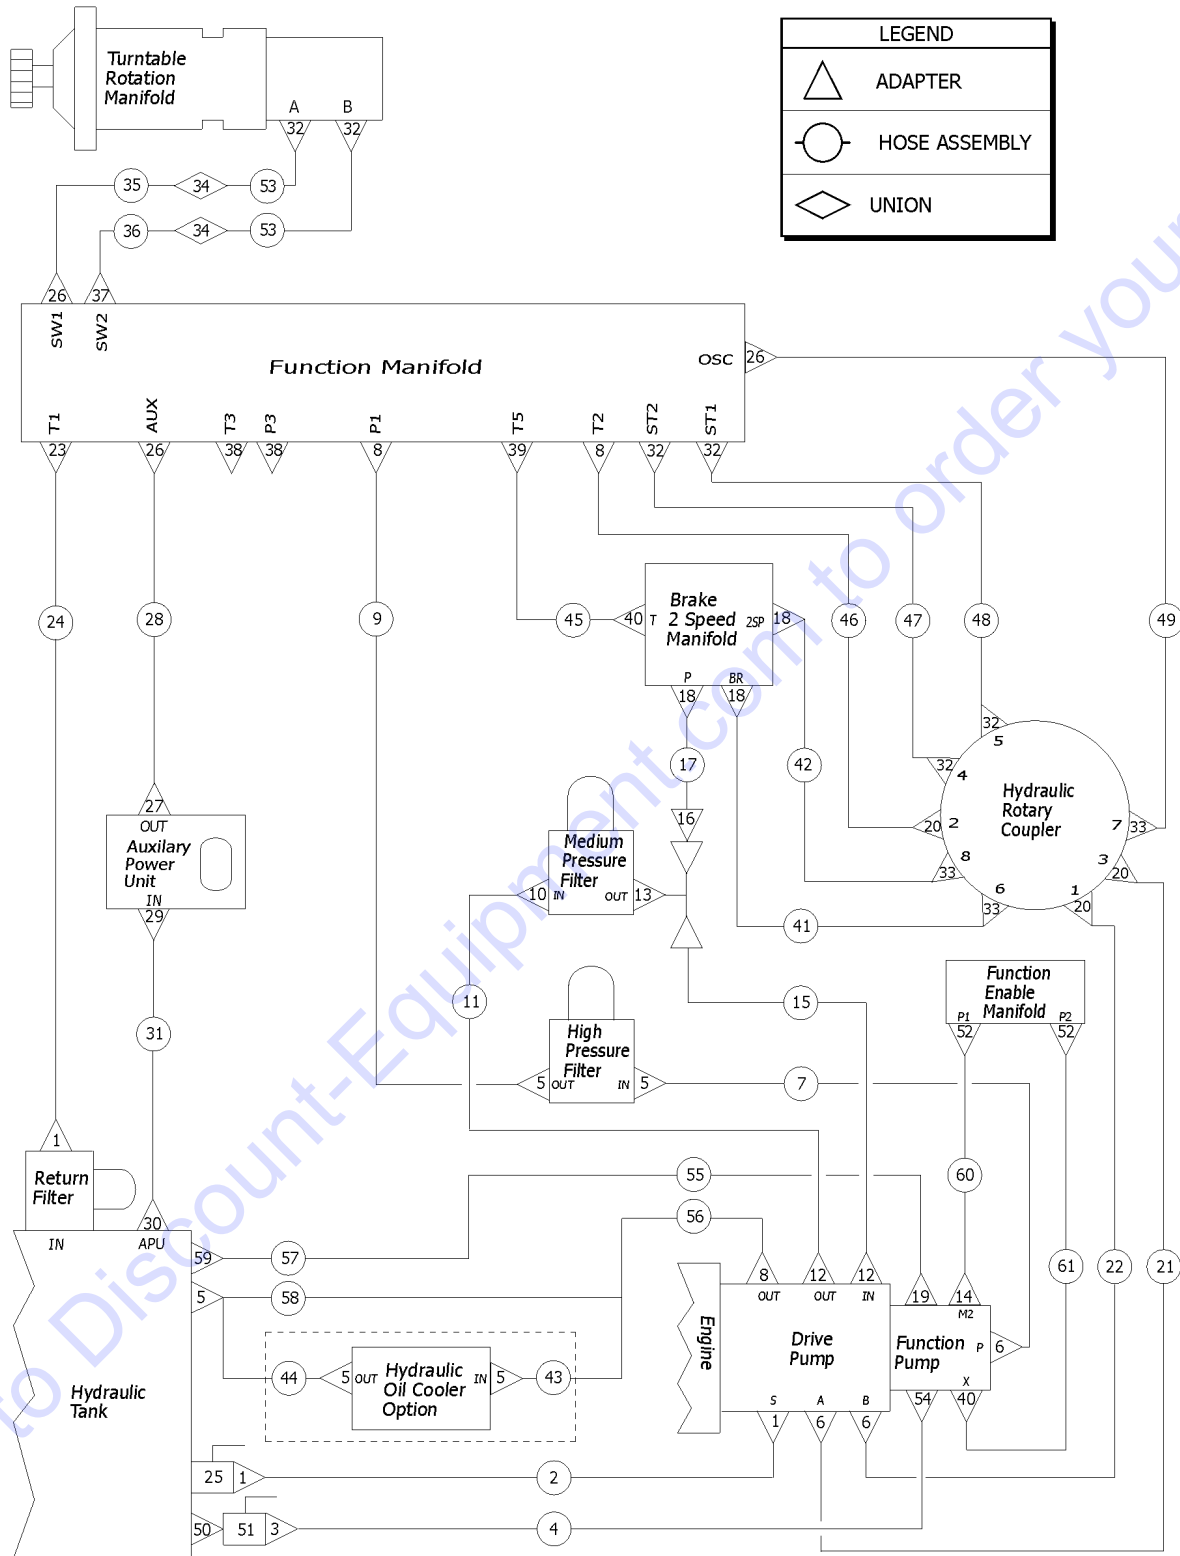 LEGEND
ADAPTER
HOSE ASSEMBLY
UNION
Turntable
Rotation
Manifold
A B
32 32
35 34 53
36 34 53
26 37
SW1 SW2
Function Manifold
OSC 26
T1 AUX T3 P3 P1 T5 T2 ST2 ST1
23 26 38 38 8 39 8 32 32
24 28 9 45 46 47 48 49
40 T
Brake
2 Speed
Manifold
2SP 18
P BR
18 18
17 42
16
32 5
32 4
20 2
33 8
33 6
20 1
20 3
33 7
Hydraulic
Rotary
Coupler
27
OUT
Auxilary
Power
Unit
IN
29
Medium
Pressure
Filter
10 IN
OUT 13
41
11 15
31
Function
Enable
Manifold
P1 P2
52 52
High
Pressure
Filter
5 OUT
IN 5
7
1
Return
Filter
30
IN APU
55
56
60
59 57
5 58
61 22 21
8 12 12 19 14
OUT OUT IN M2
Engine
Drive
Pump
Function
Pump
P 6
X
S A B
1 6 6 54 40
44 5 OUT
Hydraulic
Oil Cooler
Option
IN 5 43
Hydraulic
Tank
25 1 2
50 51 3 4
to Discount-Equipment.com to order your